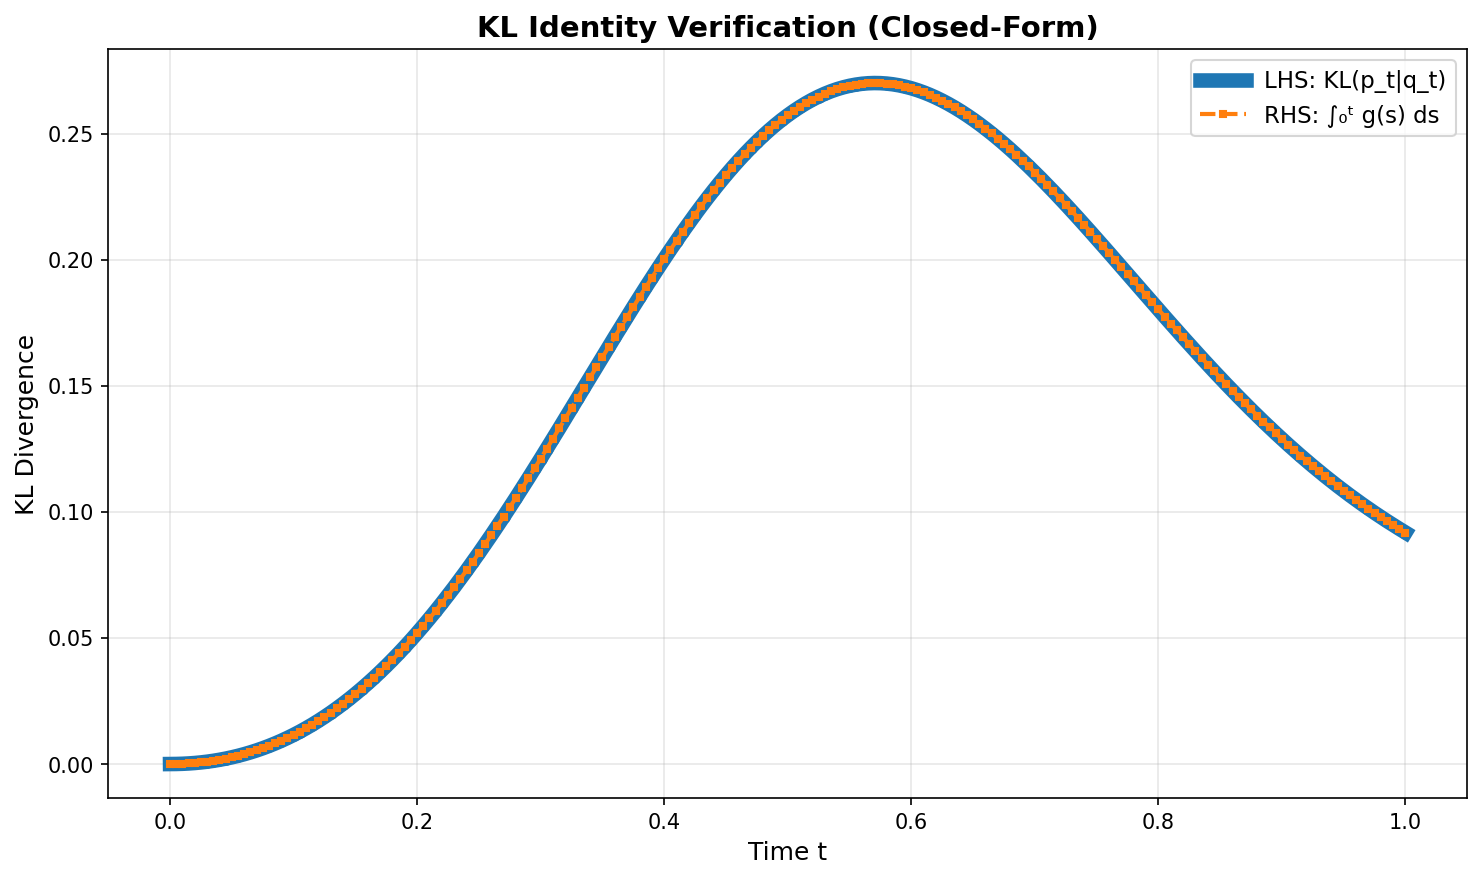 KL Identity Verification (Closed-Form)
LHS: KL(p_t|q_t)
RHS: ∫₀ᵗ g(s) ds
KL Divergence
0.25
0.20
0.15
0.10
0.05
0.00
0.0 0.2 0.4 0.6 0.8 1.0
Time t